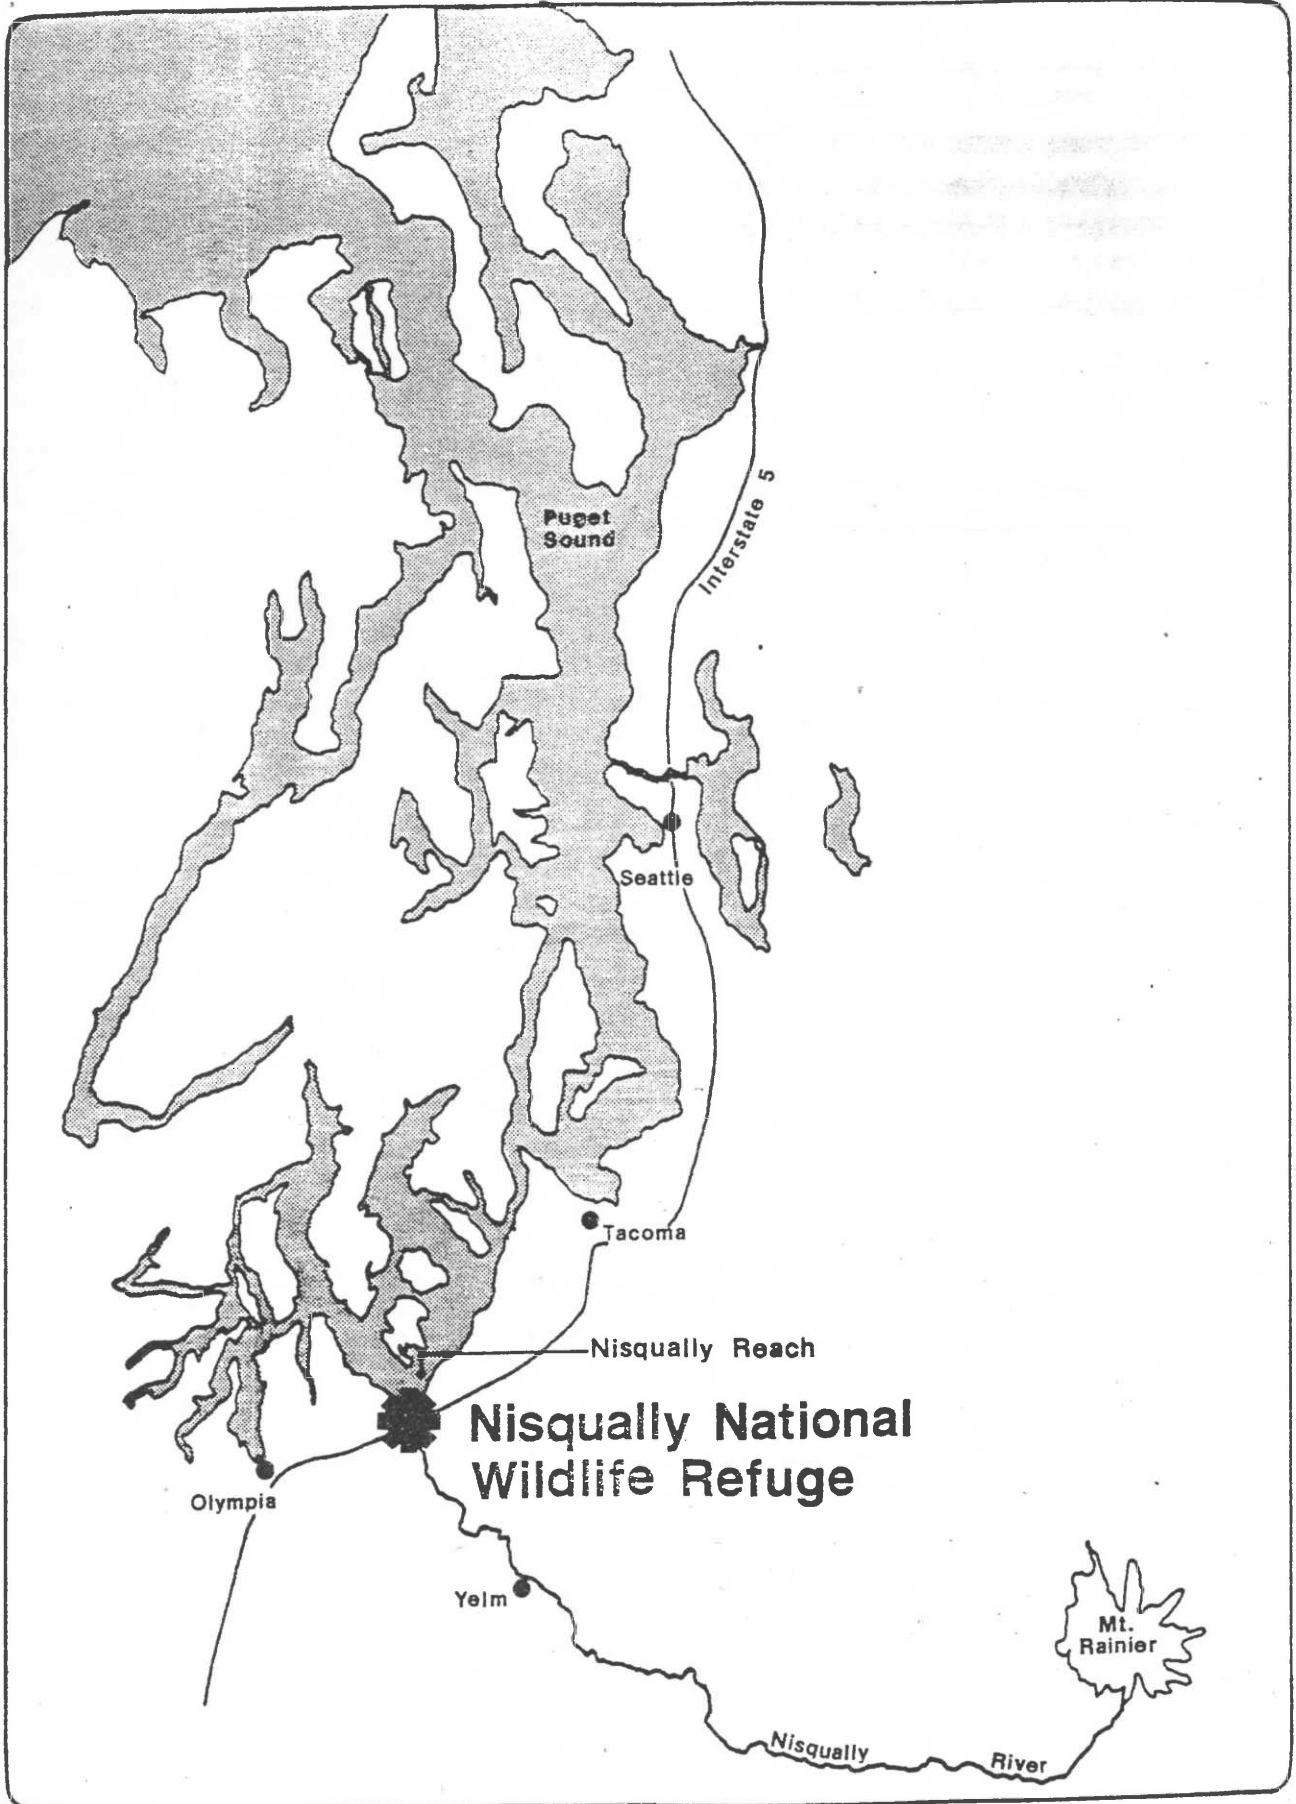 Puget
Sound
Interstate 5
Seattle
Tacoma
Nisqually Reach
Nisqually National
Wildlife Refuge
Olympia
Yelm
Mt.
Rainier
Nisqually River